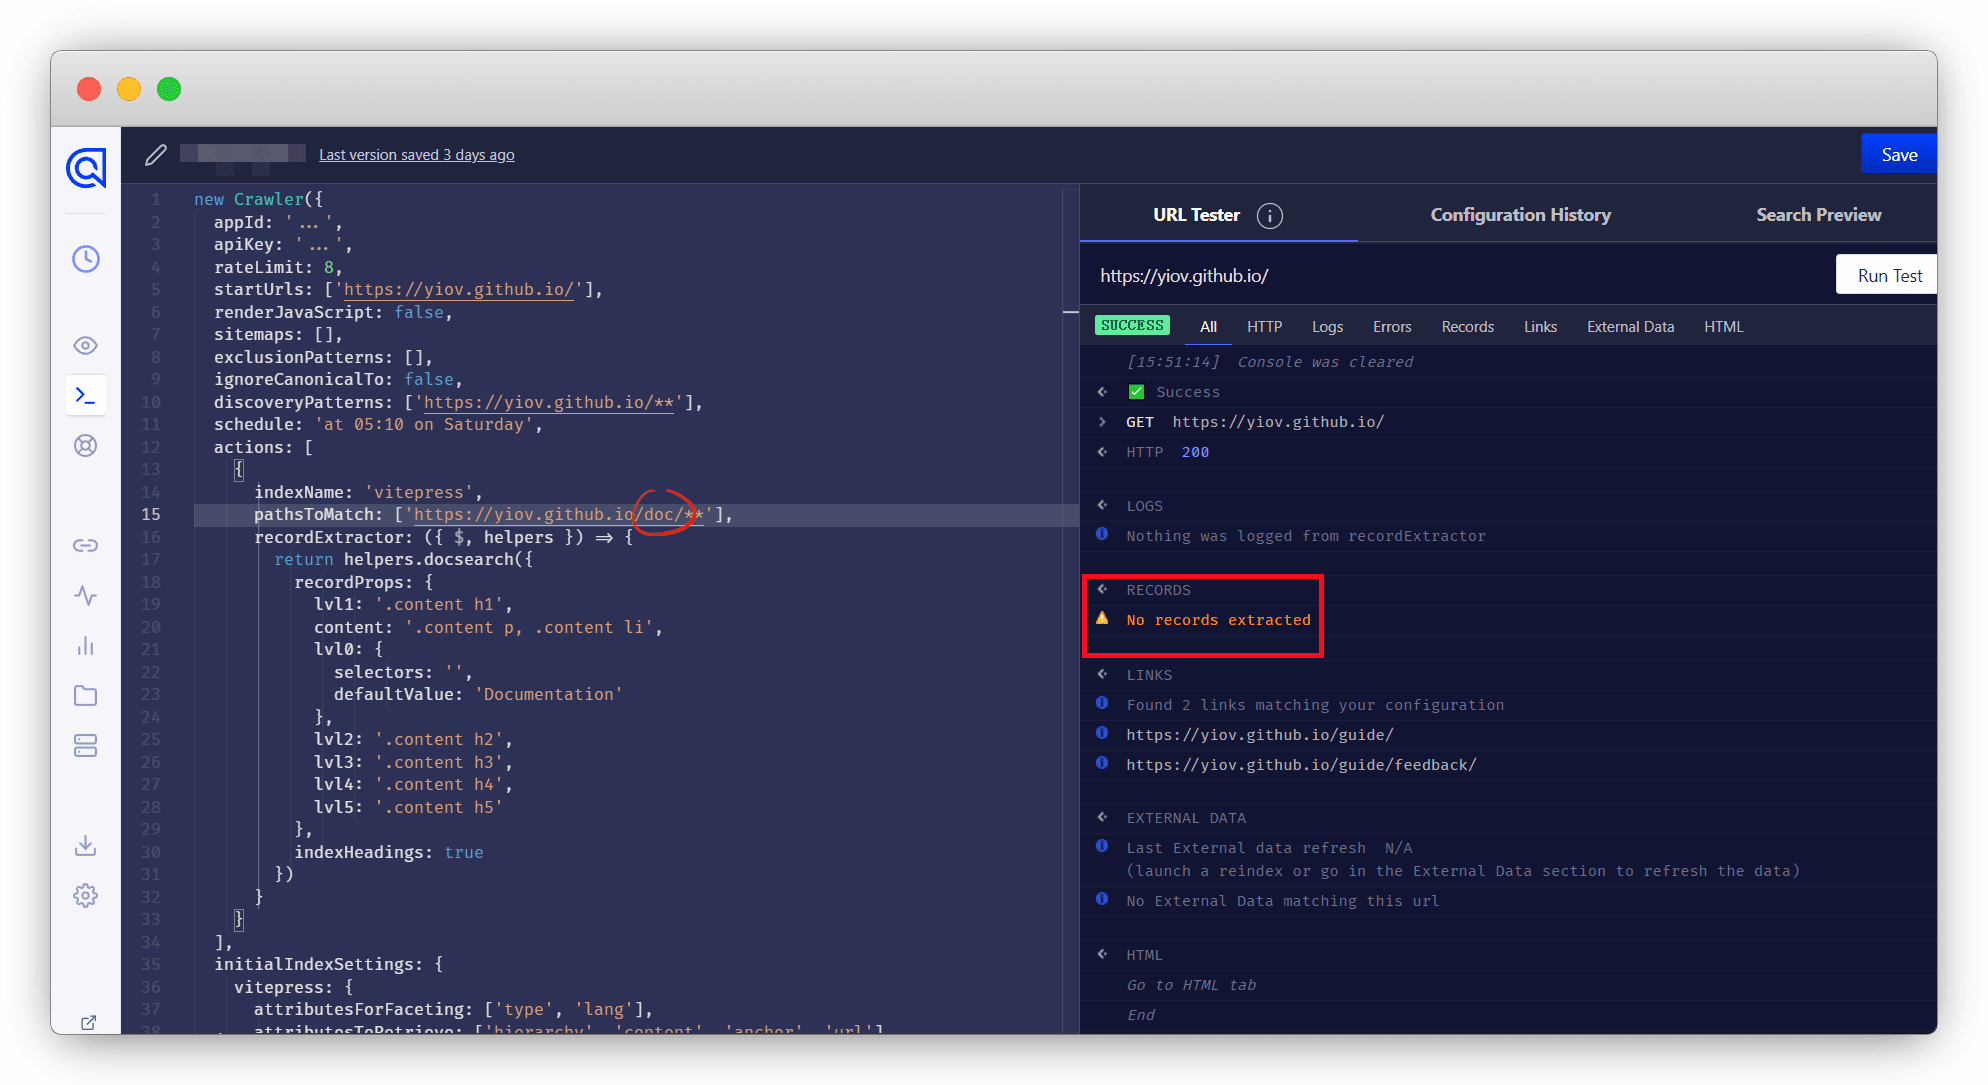 Last version saved 3 days ago
Save
1 new Crawler({
2 appId: ' ... ',
3 apiKey: ' ... ',
4 rateLimit: 8,
5 startUrls: ['https://yiov.github.io/'],
6 renderJavaScript: false,
7 sitemaps: [],
8 exclusionPatterns: [],
9 ignoreCanonicalTo: false,
10 discoveryPatterns: ['https://yiov.github.io/**'],
11 schedule: 'at 05:10 on Saturday',
12 actions: [
13 {
14 indexName: 'vitepress',
15 pathsToMatch: ['https://yiov.github.io/doc/**'],
16 recordExtractor: ({ $, helpers }) => {
17 return helpers.docsearch({
18 recordProps: {
19 lvl1: '.content h1',
20 content: '.content p, .content li',
21 lvl0: {
22 selectors: '',
23 defaultValue: 'Documentation'
24 },
25 lvl2: '.content h2',
26 lvl3: '.content h3',
27 lvl4: '.content h4',
28 lvl5: '.content h5'
29 },
30 indexHeadings: true
31 })
32 }
33 }
34 ],
35 initialIndexSettings: {
36 vitepress: {
37 attributesForFaceting: ['type', 'lang'],
38 attributesToRetrieve: ['hierarchy', 'content', 'anchor', 'url']
URL Tester
Configuration History
Search Preview
https://yiov.github.io/
Run Test
SUCCESS All HTTP Logs Errors Records Links External Data HTML
[15:51:14] Console was cleared
Success
GET https://yiov.github.io/
HTTP 200
LOGS
Nothing was logged from recordExtractor
RECORDS
No records extracted
LINKS
Found 2 links matching your configuration
https://yiov.github.io/guide/
https://yiov.github.io/guide/feedback/
EXTERNAL DATA
Last External data refresh N/A
(launch a reindex or go in the External Data section to refresh the data)
No External Data matching this url
HTML
Go to HTML tab
End